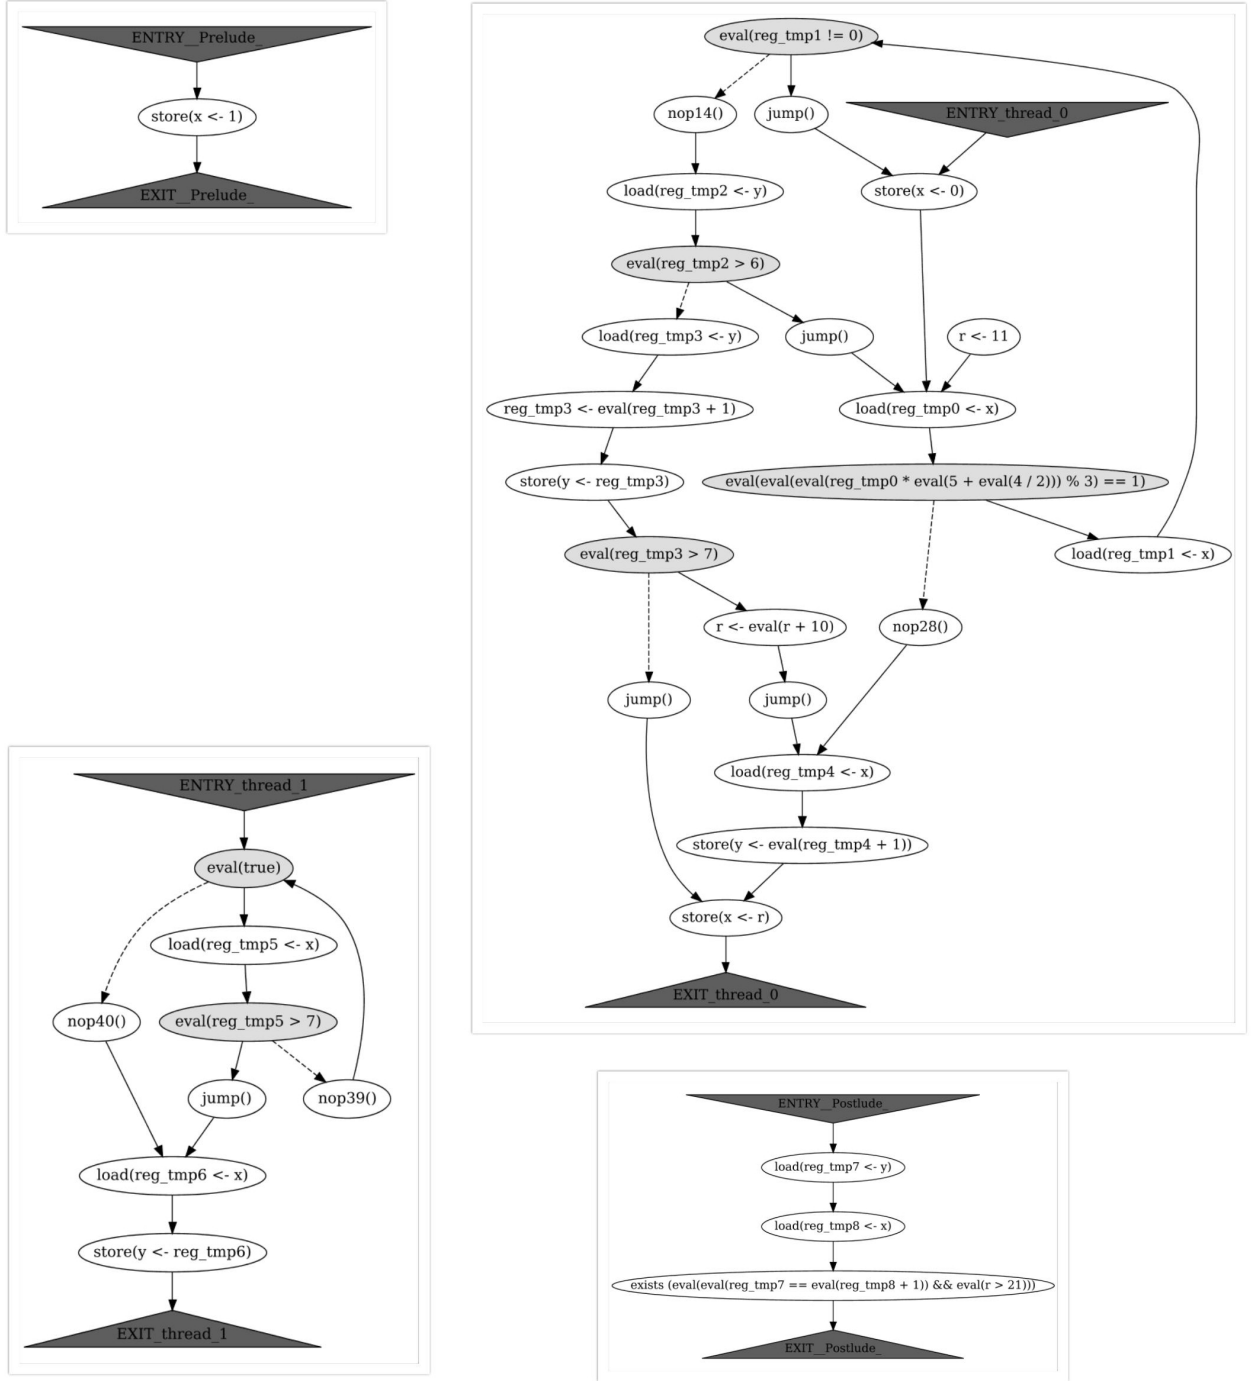 ENTRY__Prelude_
store(x <- 1)
EXIT__Prelude_
eval(reg_tmp1 != 0)
nop14()
jump()
ENTRY_thread_0
load(reg_tmp2 <- y)
store(x <- 0)
eval(reg_tmp2 > 6)
load(reg_tmp3 <- y)
jump()
r <- 11
reg_tmp3 <- eval(reg_tmp3 + 1)
load(reg_tmp0 <- x)
store(y <- reg_tmp3)
eval(eval(eval(reg_tmp0 * eval(5 + eval(4 / 2))) % 3) == 1)
eval(reg_tmp3 > 7)
load(reg_tmp1 <- x)
r <- eval(r + 10)
nop28()
jump()
jump()
load(reg_tmp4 <- x)
store(y <- eval(reg_tmp4 + 1))
store(x <- r)
EXIT_thread_0
ENTRY_thread_1
eval(true)
load(reg_tmp5 <- x)
nop40()
eval(reg_tmp5 > 7)
jump()
nop39()
load(reg_tmp6 <- x)
store(y <- reg_tmp6)
EXIT_thread_1
ENTRY__Postlude_
load(reg_tmp7 <- y)
load(reg_tmp8 <- x)
exists (eval(eval(reg_tmp7 == eval(reg_tmp8 + 1)) && eval(r > 21)))
EXIT__Postlude_